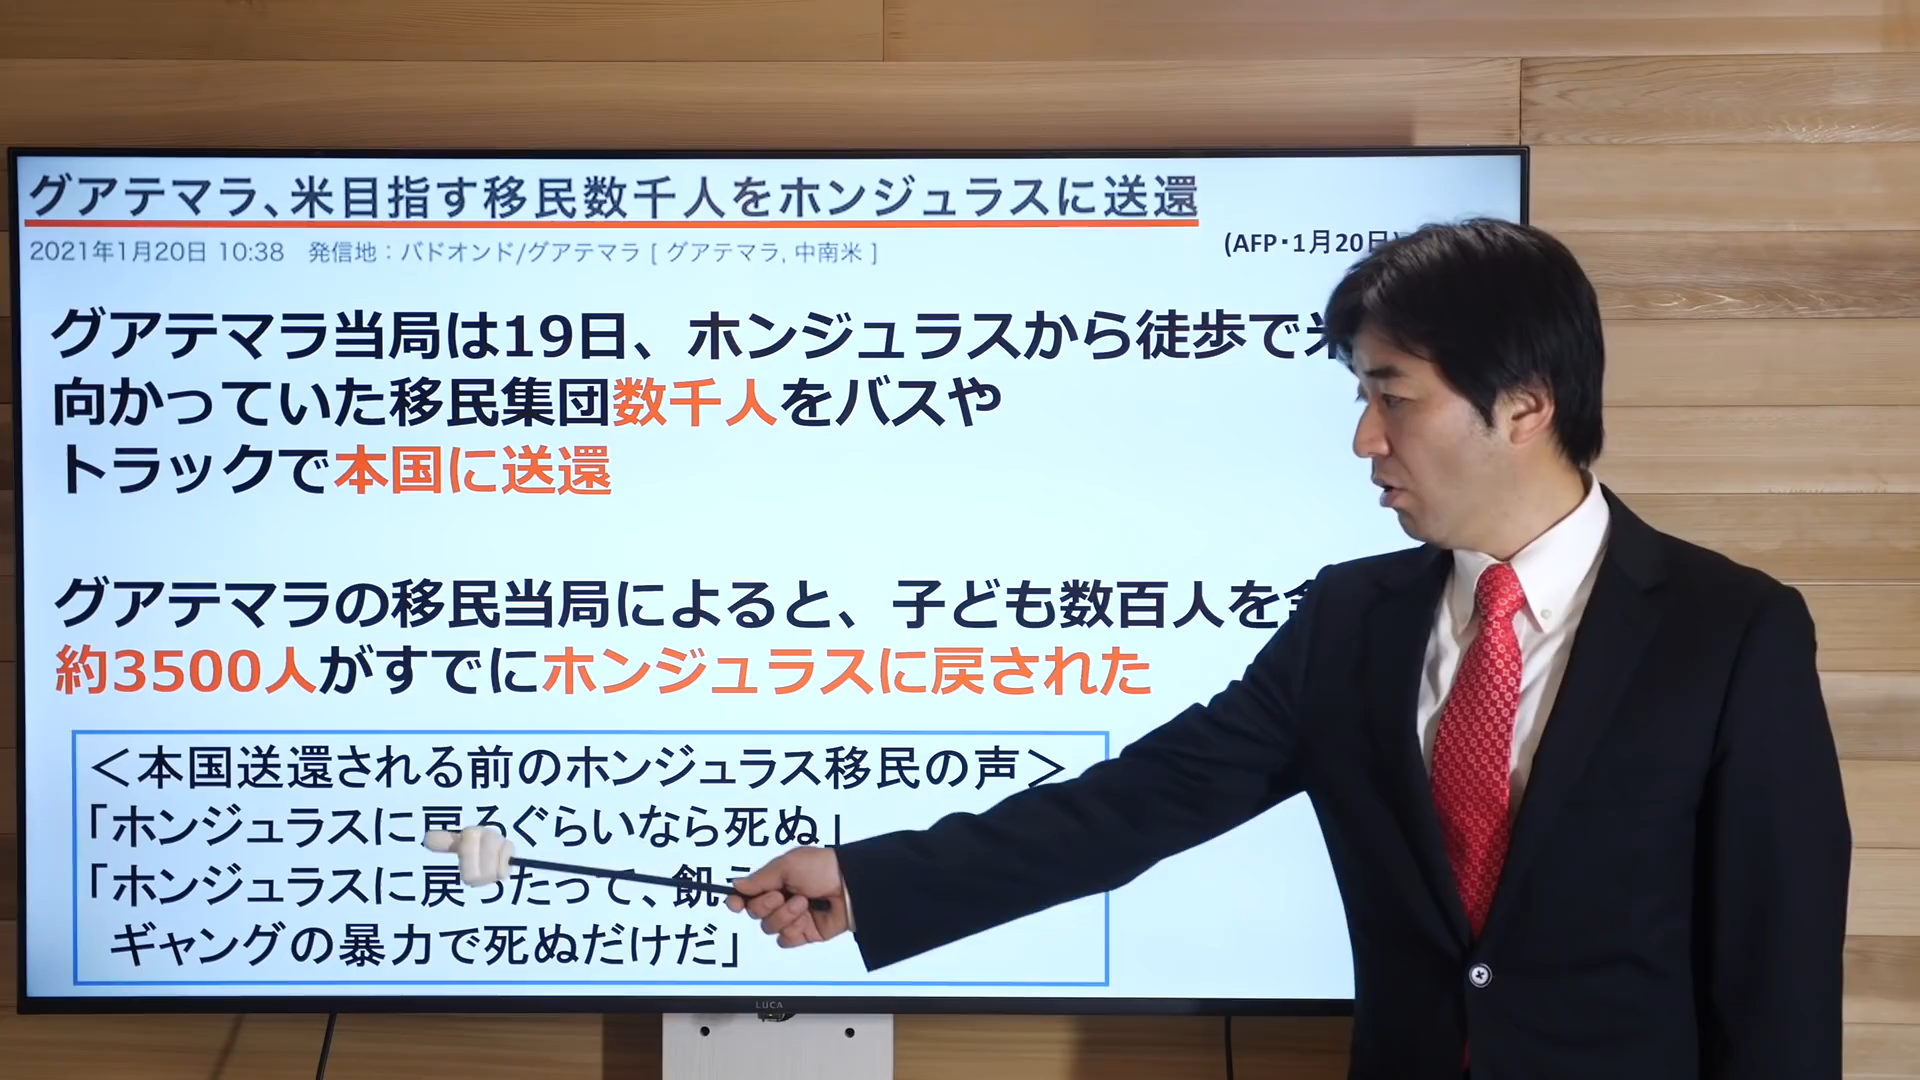 グアテマラ、米目指す移民数千人をホンジュラスに送還
2021年1月20日 10:38 発信地：バドオンド/グアテマラ [ グアテマラ, 中南米 ]
(AFP・1月20日)
グアテマラ当局は19日、ホンジュラスから徒歩で
向かっていた移民集団数千人をバスや
トラックで本国に送還
グアテマラの移民当局によると、子ども数百人を
約3500人がすでにホンジュラスに戻された
＜本国送還される前のホンジュラス移民の声＞
「ホンジュラスに戻るぐらいなら死ぬ」
「ホンジュラスに戻ったって、飢
ギャングの暴力で死ぬだけだ」
LUCA